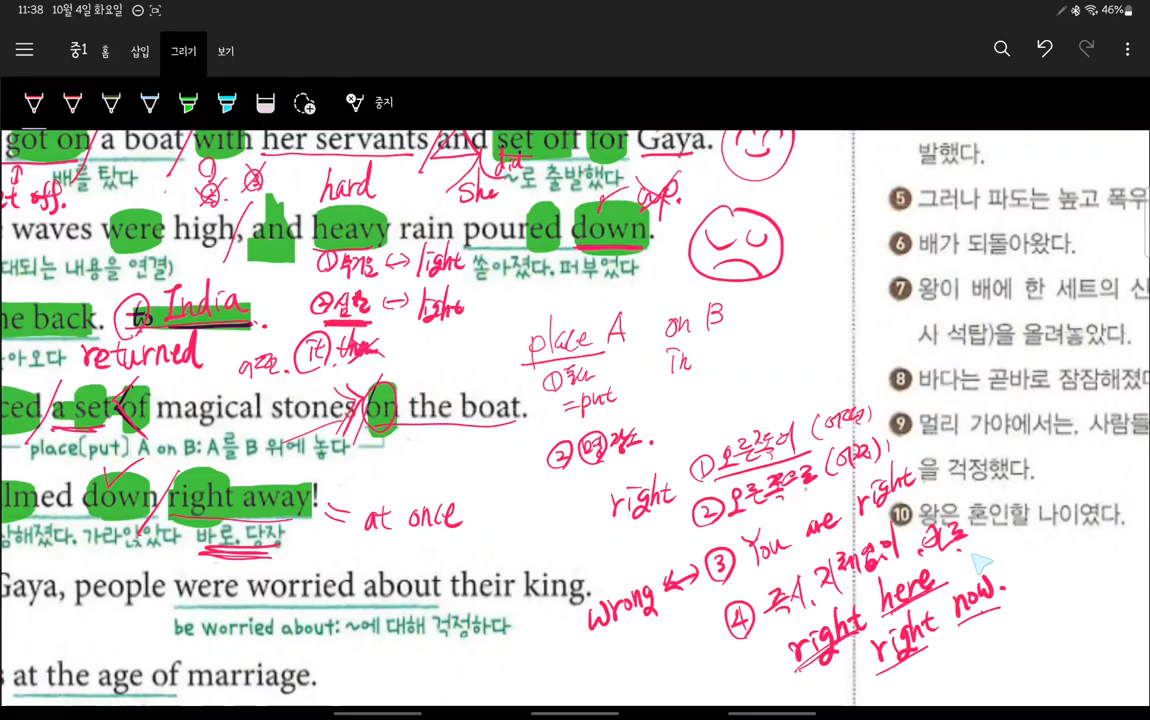 11:38 10월 4일 화요일 46%
중1 홈 삽입 그리기 보기
중지
got on a boat with her servants and set off for Gaya.
발했다.
배를 탔다
~로 출발했다
off. hard She did up.
⑤ 그러나 파도는 높고 폭우
waves were high, and heavy rain poured down.
⑥ 배가 되돌아왔다.
대되는 내용을 연결)
① 무거운 ↔ light
쏟아졌다. 퍼부었다
⑦ 왕이 배에 한 세트의 신
② 심한 ↔ light
he back. to India.
place A on B
in
사 석탑)을 올려놓았다.
아오다 returned
it
① 동사
= put
⑧ 바다는 곧바로 잠잠해졌
ced a set of magical stones on the boat.
② 명 장소.
⑨ 멀리 가야에서는, 사람들
place(put) A on B: A를 B 위에 놓다
을 걱정했다.
lmed down right away! = at once
right ① 오른쪽에
② 오른쪽으로
해졌다. 가라앉았다 바로, 당장
⑩ 왕은 혼인할 나이였다.
wrong ↔ ③ You are right
④ 즉시, 지체없이, 바로
right here
right now.
Gaya, people were worried about their king.
be worried about: ~에 대해 걱정하다
at the age of marriage.